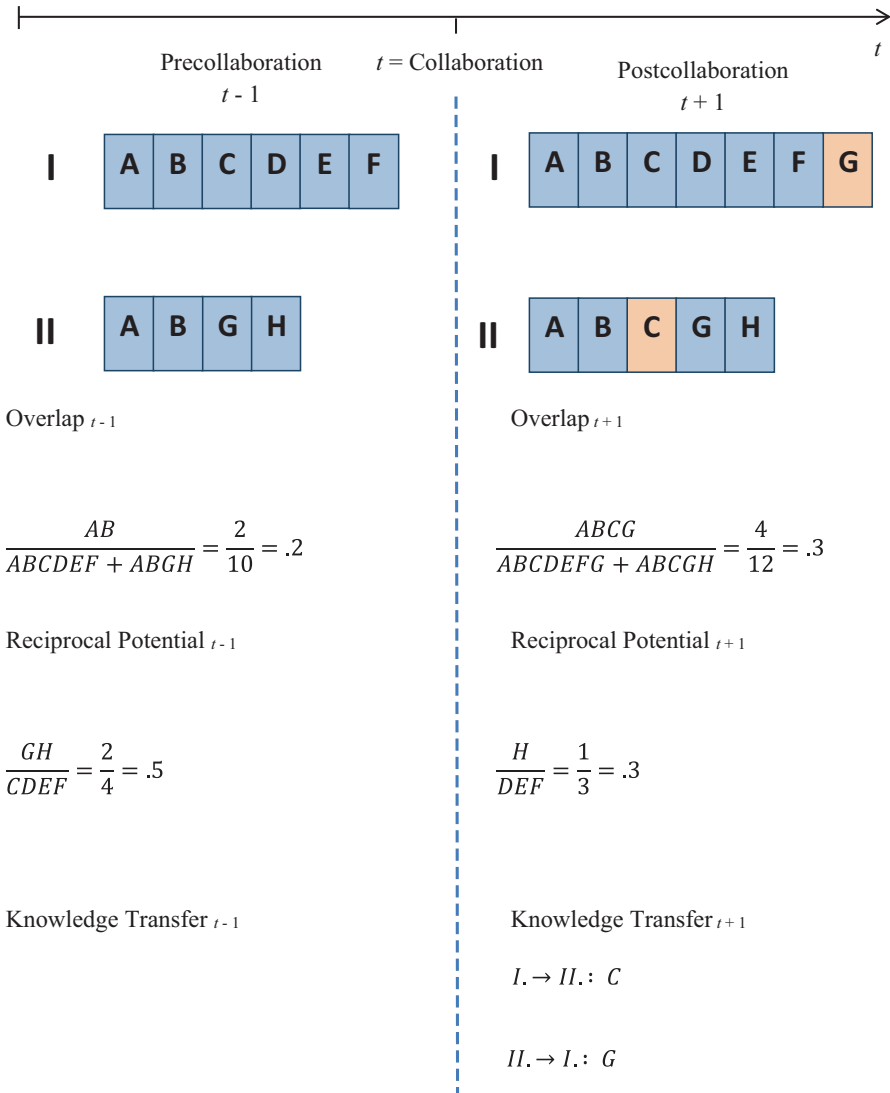 t
Precollaboration
t - 1
t = Collaboration
Postcollaboration
t + 1
I A B C D E F
I A B C D E F G
II A B G H
II A B C G H
Overlap t - 1
Overlap t + 1
AB
ABCDEF + ABGH = 2/10 = .2
ABCG
ABCDEFG + ABCGH = 4/12 = .3
Reciprocal Potential t - 1
Reciprocal Potential t + 1
GH
CDEF = 2/4 = .5
H
DEF = 1/3 = .3
Knowledge Transfer t - 1
Knowledge Transfer t + 1
I. → II. : C
II. → I. : G